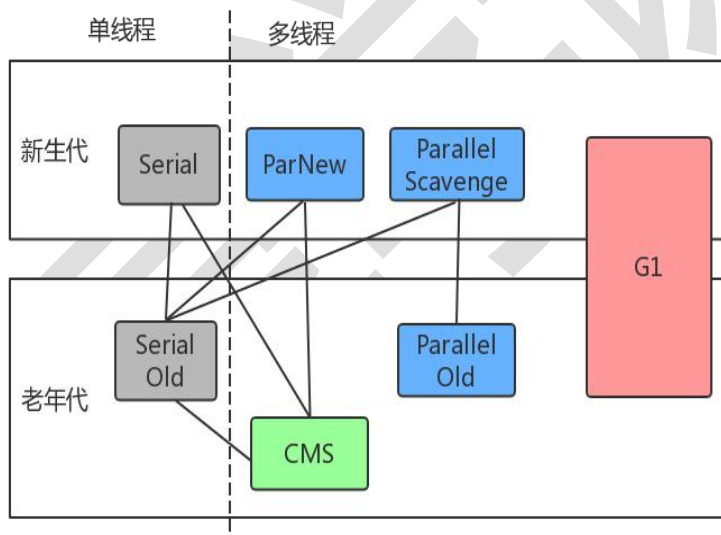 单线程
多线程
新生代
Serial
ParNew
Parallel
Scavenge
G1
老年代
Serial
Old
Parallel
Old
CMS